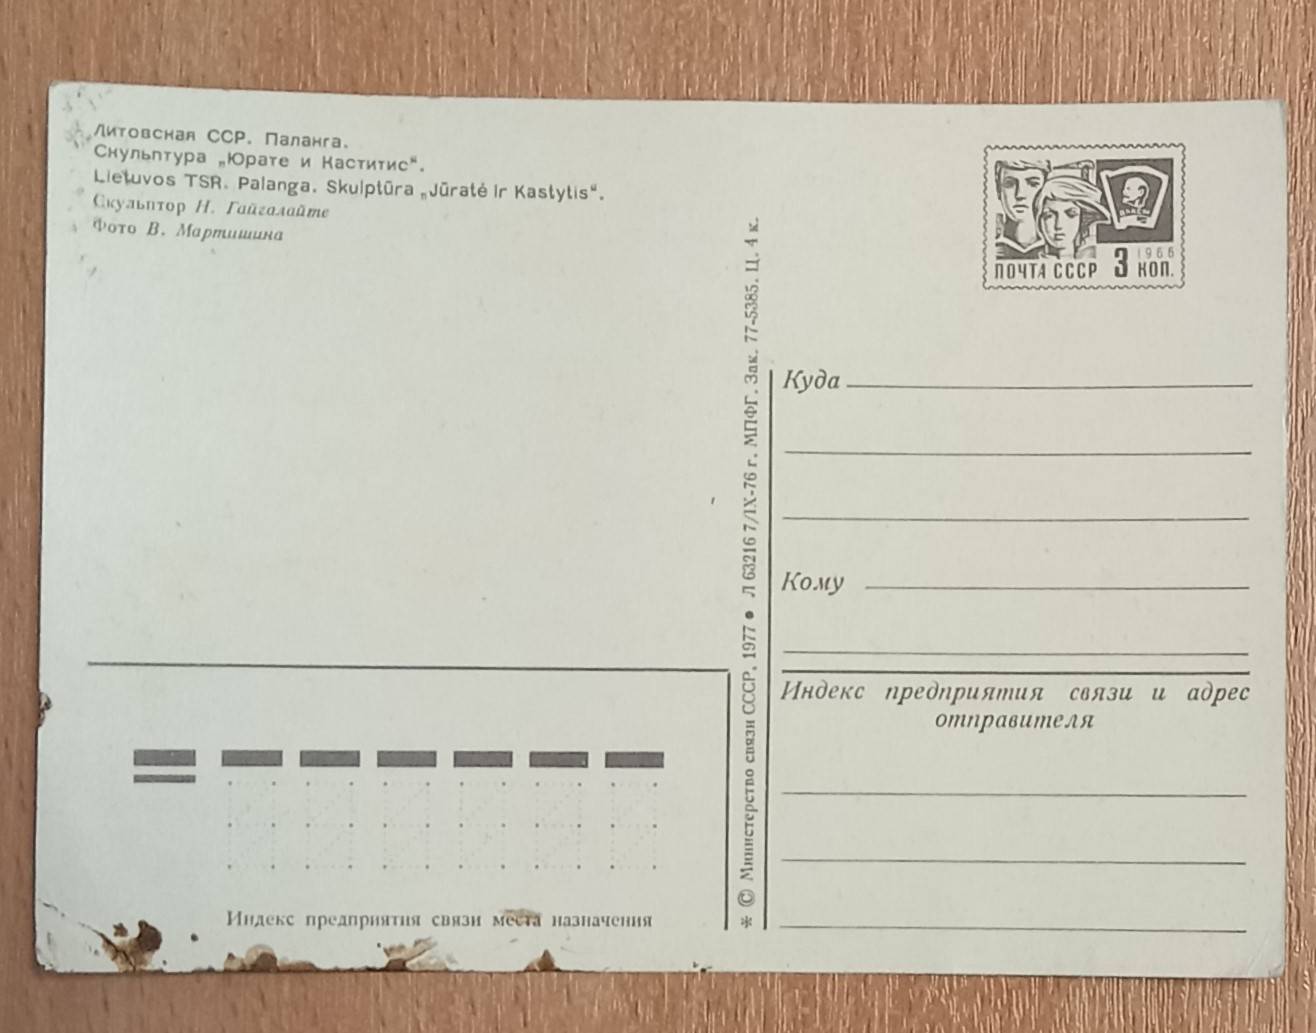 Литовская ССР. Паланга.
Скульптура „Юрате и Каститис“.
Lietuvos TSR. Palanga. Skulptūra „Jūratė ir Kastytis“.
Скульптор Н. Гайгалайте
Фото В. Мартишина
ВЛКСМ
1966
ПОЧТА СССР 3 КОП.
Куда
Кому
Индекс предприятия связи и адрес
отправителя
* © Министерство связи СССР, 1977 ● Л 63216 7/IX-76 г. МПФГ. Зак. 77-5385. Ц. 4 к.
Индекс предприятия связи места назначения